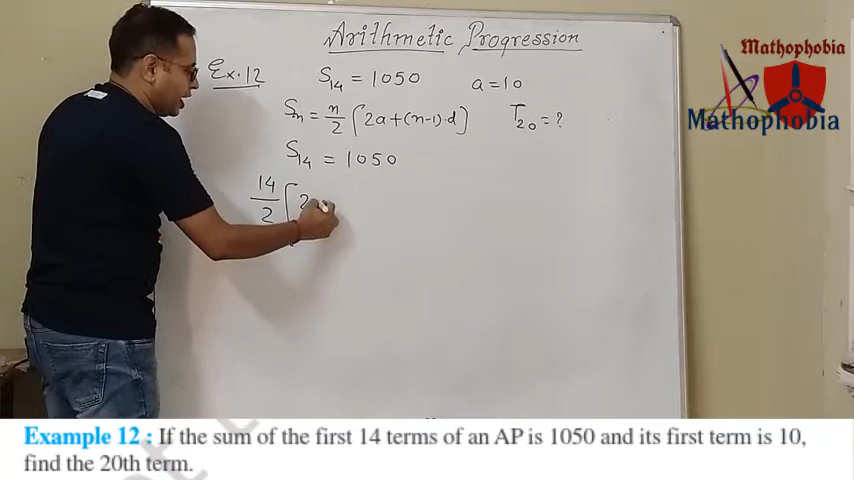 Arithmetic Progression
Mathophobia
Ex.12 S14 = 1050 a = 10
Mathophobia
Sn = n/2 [2a+(n-1).d] T20 = ?
S14 = 1050
14/2 [2
Example 12 : If the sum of the first 14 terms of an AP is 1050 and its first term is 10,
find the 20th term.